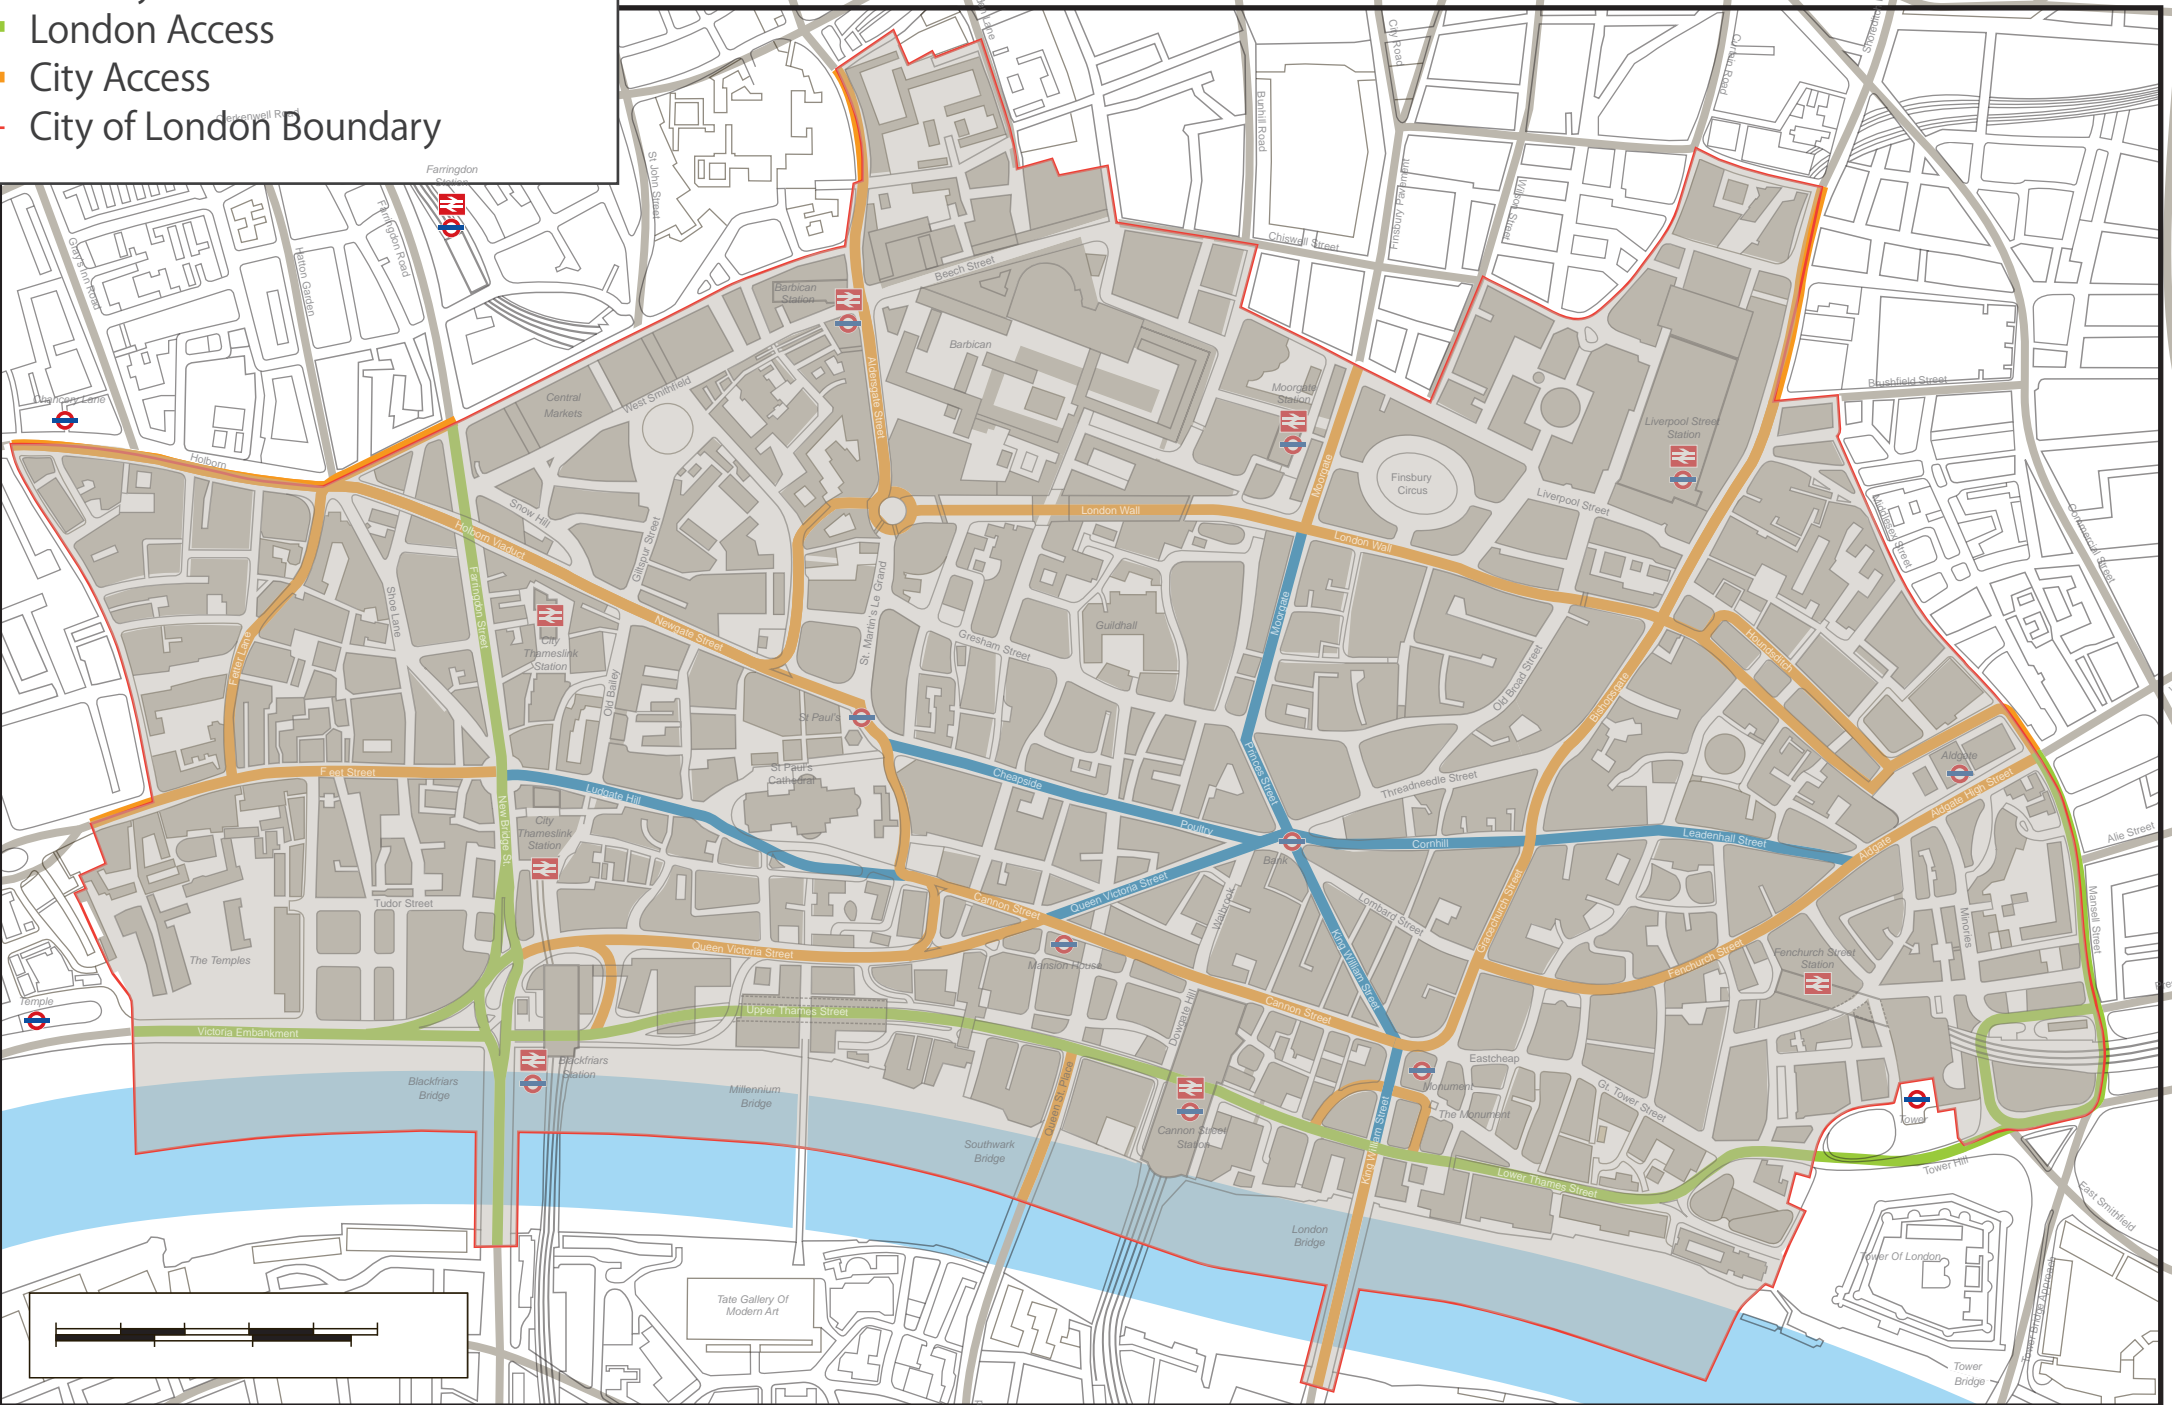 London Access
City Access
City of London Boundary
Clerkenwell Road
Farringdon
Station
St John Street
Bunhill Road
City Road
Curtain Road
Gray's Inn Road
Hatton Garden
Farringdon Road
Finsbury Pavement
Wilson Street
Chiswell Street
Beech Street
Barbican
Station
Barbican
Aldersgate Street
Central
Markets
West Smithfield
Chancery Lane
Holborn
Moorgate
Station
Moorgate
Finsbury
Circus
Liverpool Street
Station
Liverpool Street
Brushfield Street
Middlesex Street
Commercial Street
Snow Hill
Holborn Viaduct
Giltspur Street
London Wall
London Wall
Farringdon Street
Shoe Lane
Fetter Lane
City
Thameslink
Station
Old Bailey
Newgate Street
St. Martin's Le Grand
Gresham Street
Guildhall
Moorgate
Old Broad Street
Bishopsgate
Houndsditch
St Paul's
St Paul's
Cathedral
Cheapside
Princes Street
Threadneedle Street
Aldgate
Aldgate High Street
F eet Street
Ludgate Hill
New Bridge St.
City
Thameslink
Station
Poultry
Bank
Cornhill
Leadenhall Street
Aldgate
Alie Street
Mansell Street
Minories
Tudor Street
The Temples
Cannon Street
Queen Victoria Street
Walbrook
Lombard Street
Gracechurch Street
King William Street
Queen Victoria Street
Mansion House
Fenchurch Street
Fenchurch Street
Station
Temple
Victoria Embankment
Upper Thames Street
Dowgate Hill
Cannon Street
Eastcheap
Blackfriars
Station
Blackfriars
Bridge
Millennium
Bridge
Queen St. Place
Southwark
Bridge
Cannon Street
Station
Monument
The Monument
Gt. Tower Street
King William Street
Lower Thames Street
Tower
Tower Hill
East Smithfield
London
Bridge
Tower Of London
Tower Bridge Approach
Tate Gallery Of
Modern Art
Tower
Bridge